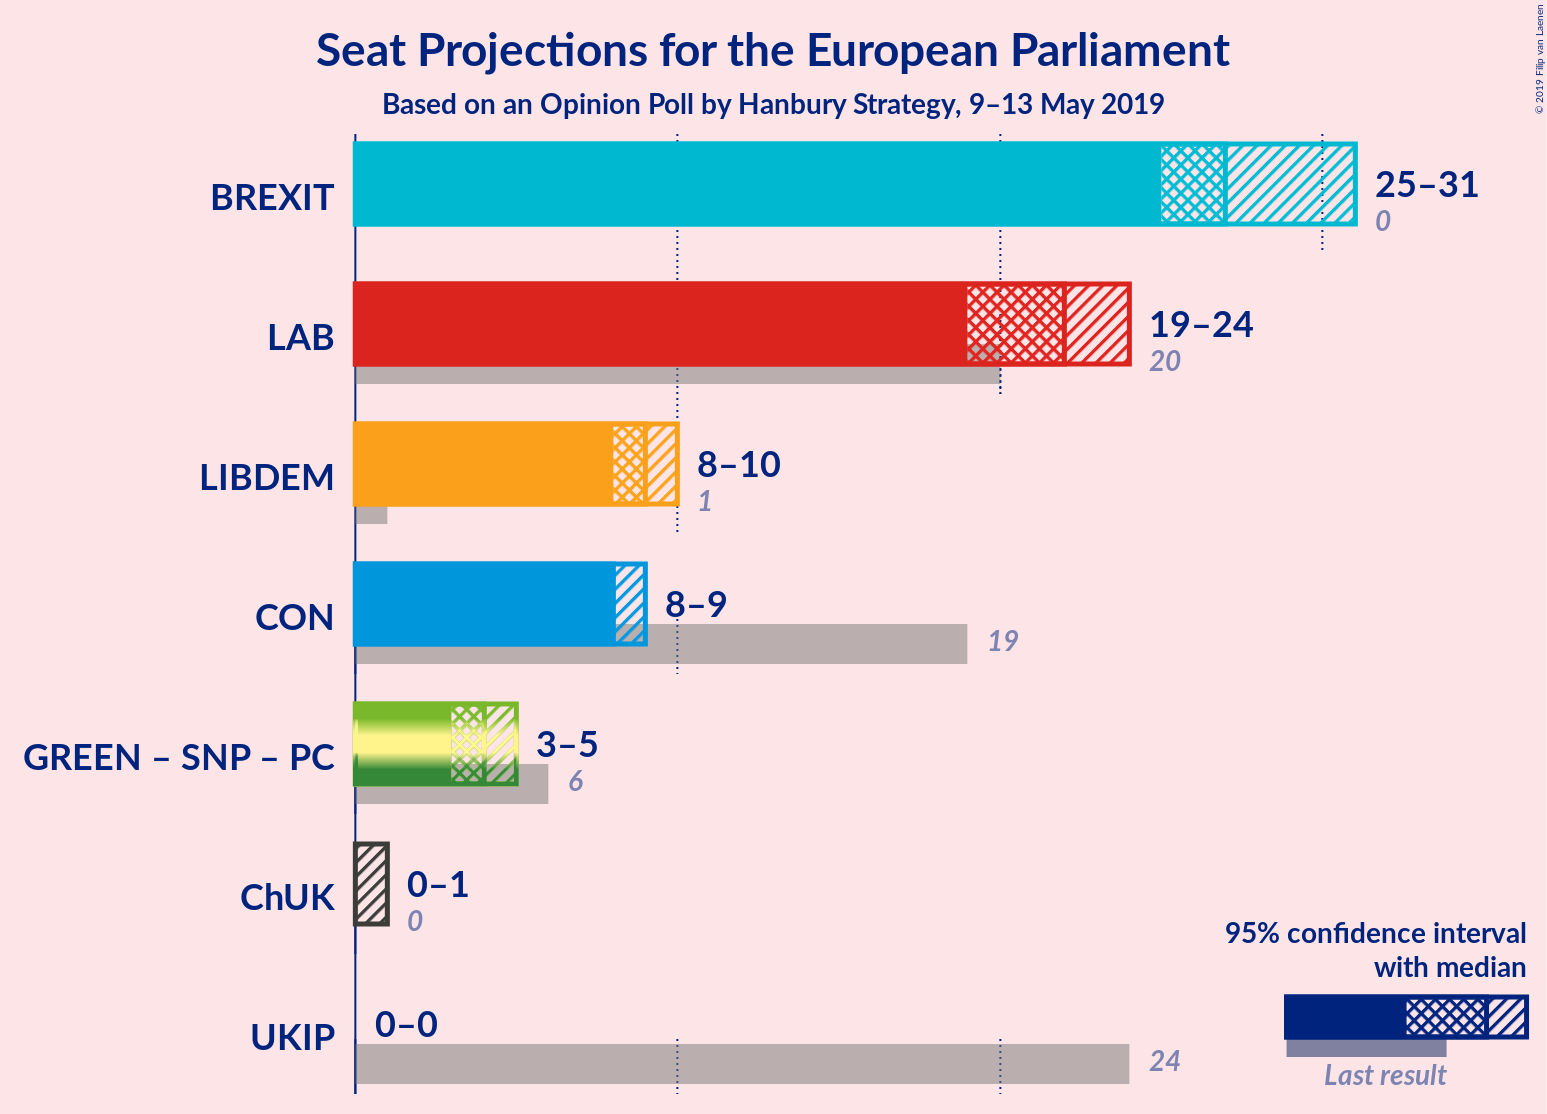 Seat Projections for the European Parliament
Based on an Opinion Poll by Hanbury Strategy, 9–13 May 2019
© 2019 Filip van Laenen
BREXIT
25–31
0
LAB
19–24
20
LIBDEM
8–10
1
CON
8–9
19
GREEN – SNP – PC
3–5
6
ChUK
0–1
0
UKIP
0–0
24
95% confidence interval
with median
Last result